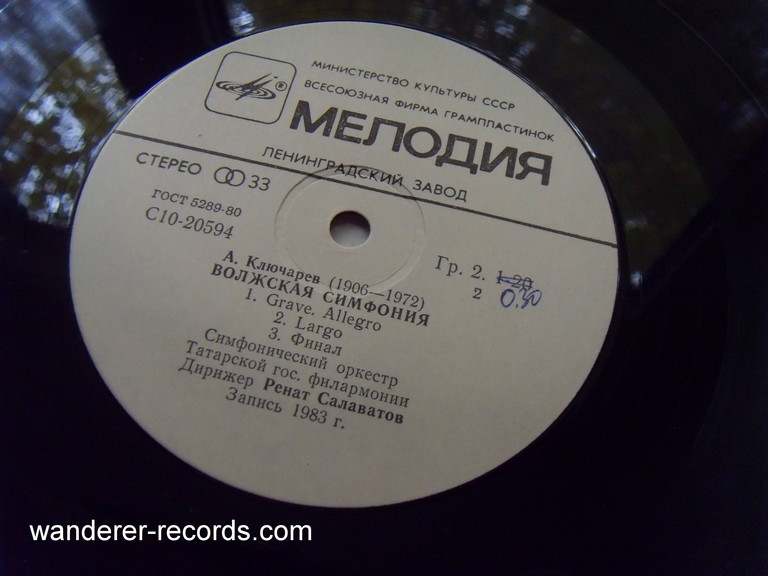 МИНИСТЕРСТВО КУЛЬТУРЫ СССР
ВСЕСОЮЗНАЯ ФИРМА ГРАМПЛАСТИНОК
®
МЕЛОДИЯ
ЛЕНИНГРАДСКИЙ ЗАВОД
СТЕРЕО 33
ГОСТ 5289-80
С10-20594
Гр. 2. 1-20
2 0.30
А. Ключарев (1906—1972)
ВОЛЖСКАЯ СИМФОНИЯ
1. Grave. Allegro
2. Largo
3. Финал
Симфонический оркестр
Татарской гос. филармонии
Дирижер Ренат Салаватов
Запись 1983 г.
wanderer-records.com